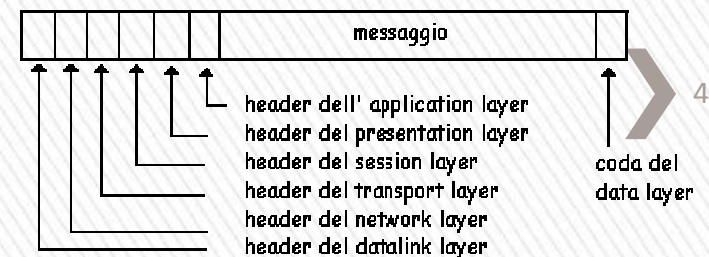 messaggio
4
header dell' application layer
header del presentation layer
header del session layer
header del transport layer
header del network layer
header del datalink layer
coda del
data layer